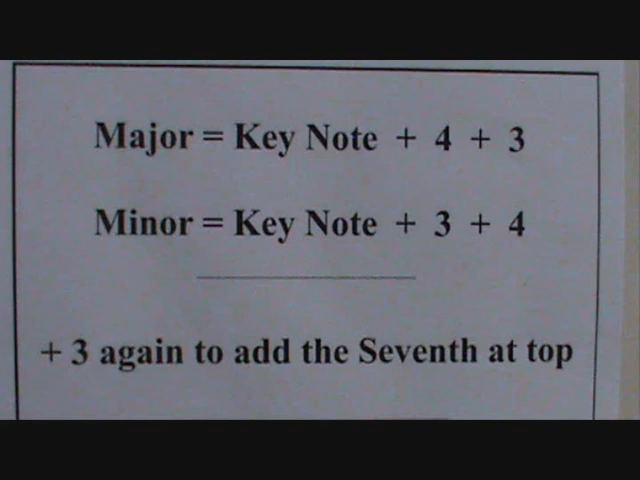 Major = Key Note + 4 + 3
Minor = Key Note + 3 + 4
+ 3 again to add the Seventh at top